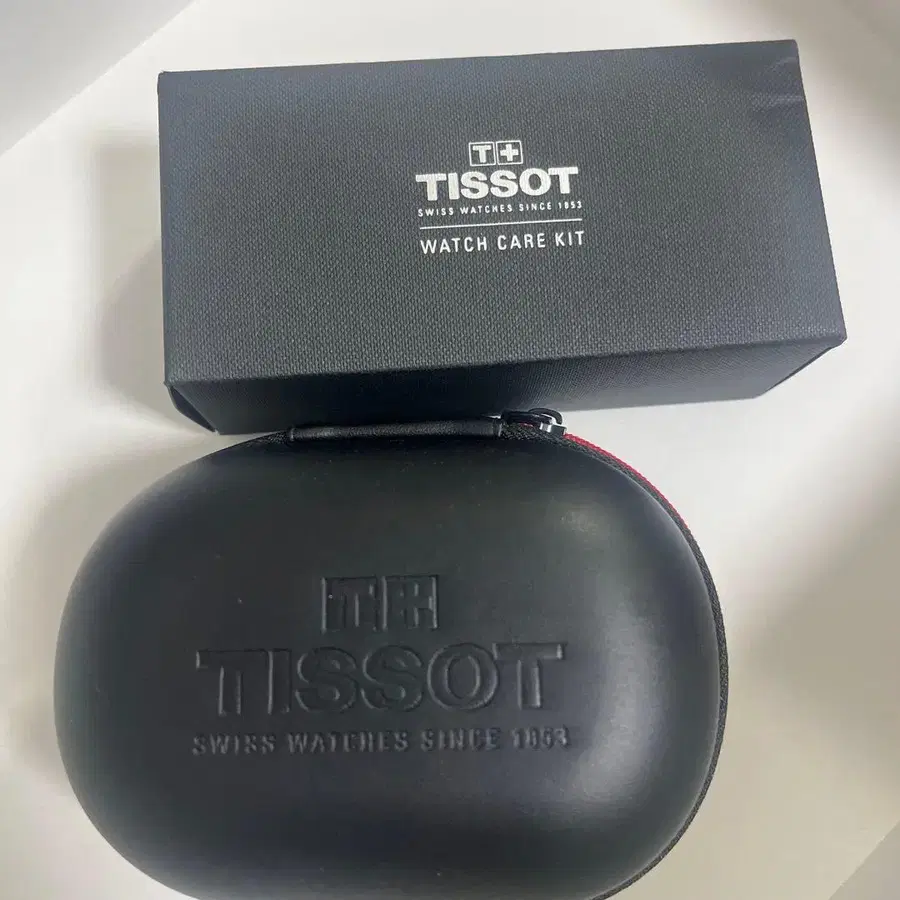 T+
TISSOT
SWISS WATCHES SINCE 1853
WATCH CARE KIT
T+
TISSOT
SWISS WATCHES SINCE 1853